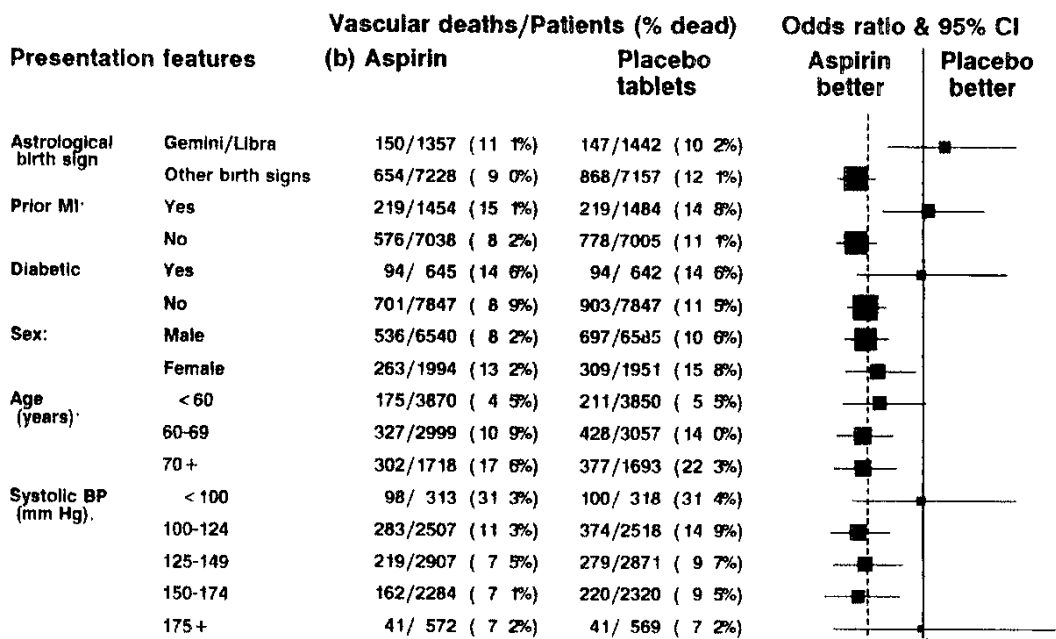 Vascular deaths/Patients (% dead) Odds ratio & 95% CI
Presentation features (b) Aspirin Placebo tablets Aspirin better Placebo better
Astrological birth sign Gemini/Libra 150/1357 (11 1%) 147/1442 (10 2%)
Other birth signs 654/7228 ( 9 0%) 868/7157 (12 1%)
Prior MI· Yes 219/1454 (15 1%) 219/1484 (14 8%)
No 576/7038 ( 8 2%) 778/7005 (11 1%)
Diabetic Yes 94/ 645 (14 6%) 94/ 642 (14 6%)
No 701/7847 ( 8 9%) 903/7847 (11 5%)
Sex: Male 536/6540 ( 8 2%) 697/6585 (10 6%)
Female 263/1994 (13 2%) 309/1951 (15 8%)
Age (years)· <60 175/3870 ( 4 5%) 211/3850 ( 5 5%)
60-69 327/2999 (10 9%) 428/3057 (14 0%)
70+ 302/1718 (17 6%) 377/1693 (22 3%)
Systolic BP (mm Hg). <100 98/ 313 (31 3%) 100/ 318 (31 4%)
100-124 283/2507 (11 3%) 374/2518 (14 9%)
125-149 219/2907 ( 7 5%) 279/2871 ( 9 7%)
150-174 162/2284 ( 7 1%) 220/2320 ( 9 5%)
175+ 41/ 572 ( 7 2%) 41/ 569 ( 7 2%)